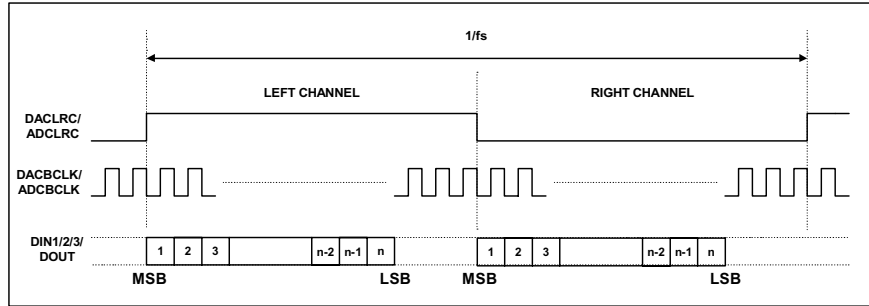 1/fs
LEFT CHANNEL
RIGHT CHANNEL
DACLRC/
ADCLRC
DACBCLK/
ADCBCLK
DIN1/2/3/
DOUT
1 2 3 n-2 n-1 n 1 2 3 n-2 n-1 n
MSB LSB MSB LSB